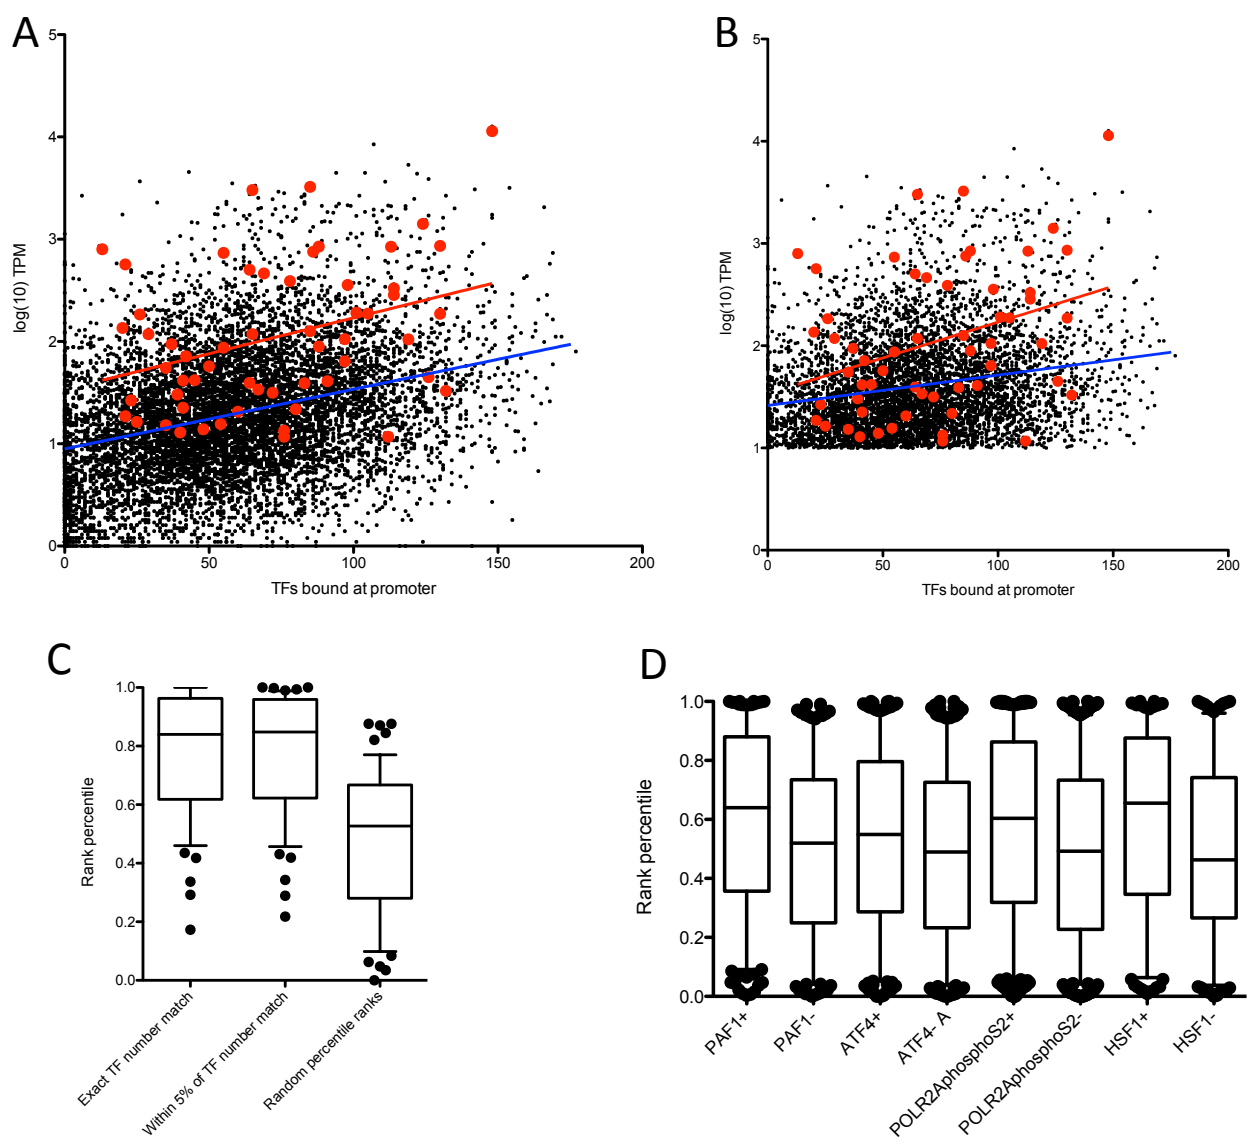 A
5
4
3
2
1
0
log(10) TPM
0
50
100
150
200
TFs bound at promoter
B
5
4
3
2
1
0
log(10) TPM
0
50
100
150
200
TFs bound at promoter
C
1.0
0.8
0.6
0.4
0.2
0.0
Rank percentile
Exact TF number match
Within 5% of TF number match
Random percentile ranks
D
1.0
0.8
0.6
0.4
0.2
0.0
Rank percentile
PAF1+
PAF1-
ATF4+
ATF4- A
POLR2AphosphoS2+
POLR2AphosphoS2-
HSF1+
HSF1-